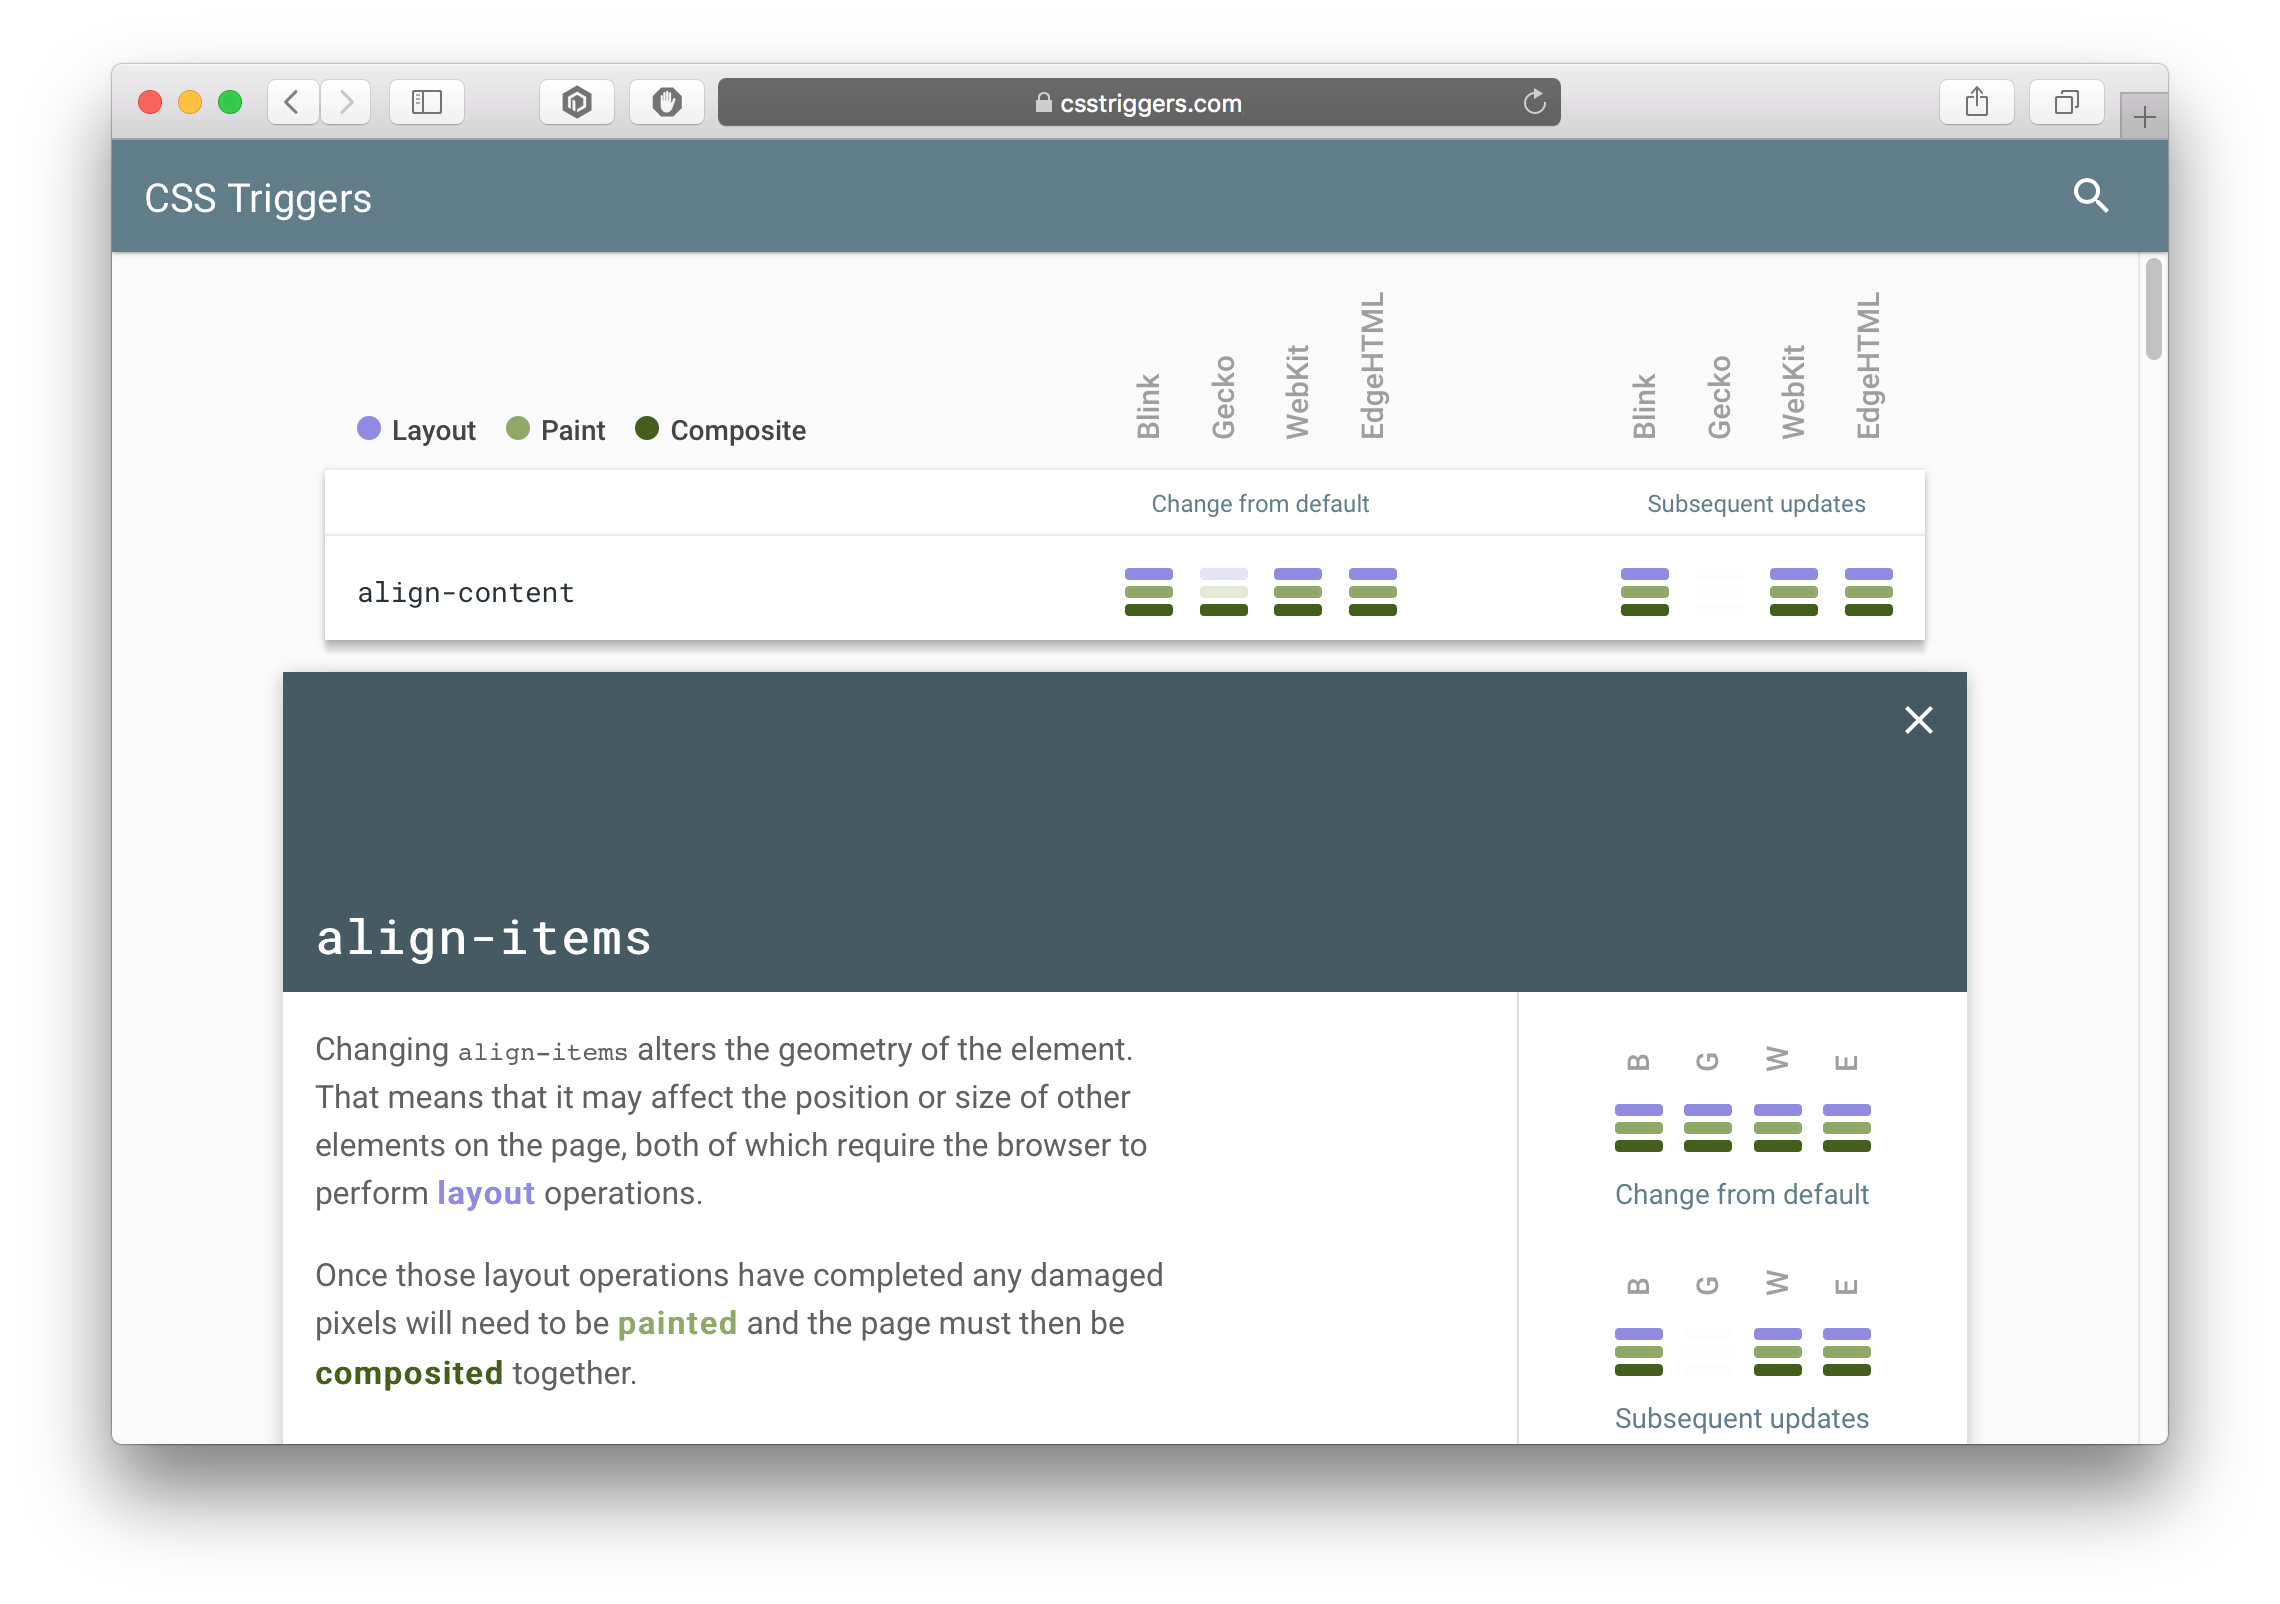 csstriggers.com
CSS Triggers
Layout Paint Composite
Blink Gecko WebKit EdgeHTML Blink Gecko WebKit EdgeHTML
Change from default Subsequent updates
align-content
align-items
Changing align-items alters the geometry of the element.
That means that it may affect the position or size of other
elements on the page, both of which require the browser to
perform layout operations.
Once those layout operations have completed any damaged
pixels will need to be painted and the page must then be
composited together.
B G W E
Change from default
B G W E
Subsequent updates